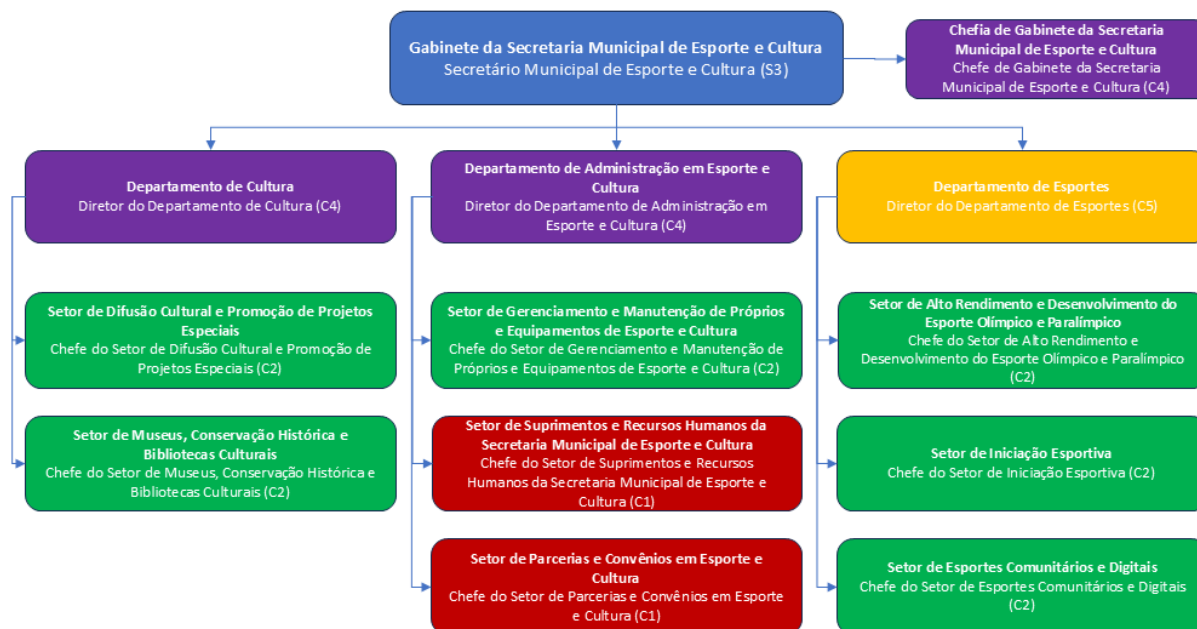 Gabinete da Secretaria Municipal de Esporte e Cultura
Secretário Municipal de Esporte e Cultura (S3)
Chefia de Gabinete da Secretaria
Municipal de Esporte e Cultura
Chefe de Gabinete da Secretaria
Municipal de Esporte e Cultura (C4)
Departamento de Cultura
Diretor do Departamento de Cultura (C4)
Departamento de Administração em Esporte e
Cultura
Diretor do Departamento de Administração em
Esporte e Cultura (C4)
Departamento de Esportes
Diretor do Departamento de Esportes (C5)
Setor de Difusão Cultural e Promoção de Projetos
Especiais
Chefe do Setor de Difusão Cultural e Promoção de
Projetos Especiais (C2)
Setor de Gerenciamento e Manutenção de Próprios
e Equipamentos de Esporte e Cultura
Chefe do Setor de Gerenciamento e Manutenção de
Próprios e Equipamentos de Esporte e Cultura (C2)
Setor de Alto Rendimento e Desenvolvimento do
Esporte Olímpico e Paralímpico
Chefe do Setor de Alto Rendimento e
Desenvolvimento do Esporte Olímpico e Paralímpico
(C2)
Setor de Museus, Conservação Histórica e
Bibliotecas Culturais
Chefe do Setor de Museus, Conservação Histórica e
Bibliotecas Culturais (C2)
Setor de Suprimentos e Recursos Humanos da
Secretaria Municipal de Esporte e Cultura
Chefe do Setor de Suprimentos e Recursos
Humanos da Secretaria Municipal de Esporte e
Cultura (C1)
Setor de Iniciação Esportiva
Chefe do Setor de Iniciação Esportiva (C2)
Setor de Parcerias e Convênios em Esporte e
Cultura
Chefe do Setor de Parcerias e Convênios em Esporte
e Cultura (C1)
Setor de Esportes Comunitários e Digitais
Chefe do Setor de Esportes Comunitários e Digitais
(C2)